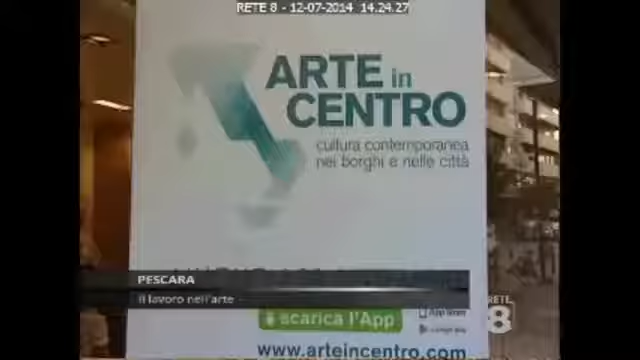 RETE 8 - 12-07-2014 14.24.27
ARTE in
CENTRO
cultura contemporanea
nei borghi e nelle città
PESCARA
Il lavoro nell'arte
scarica l'App
App Store
RETE
8
www.arteincentro.com